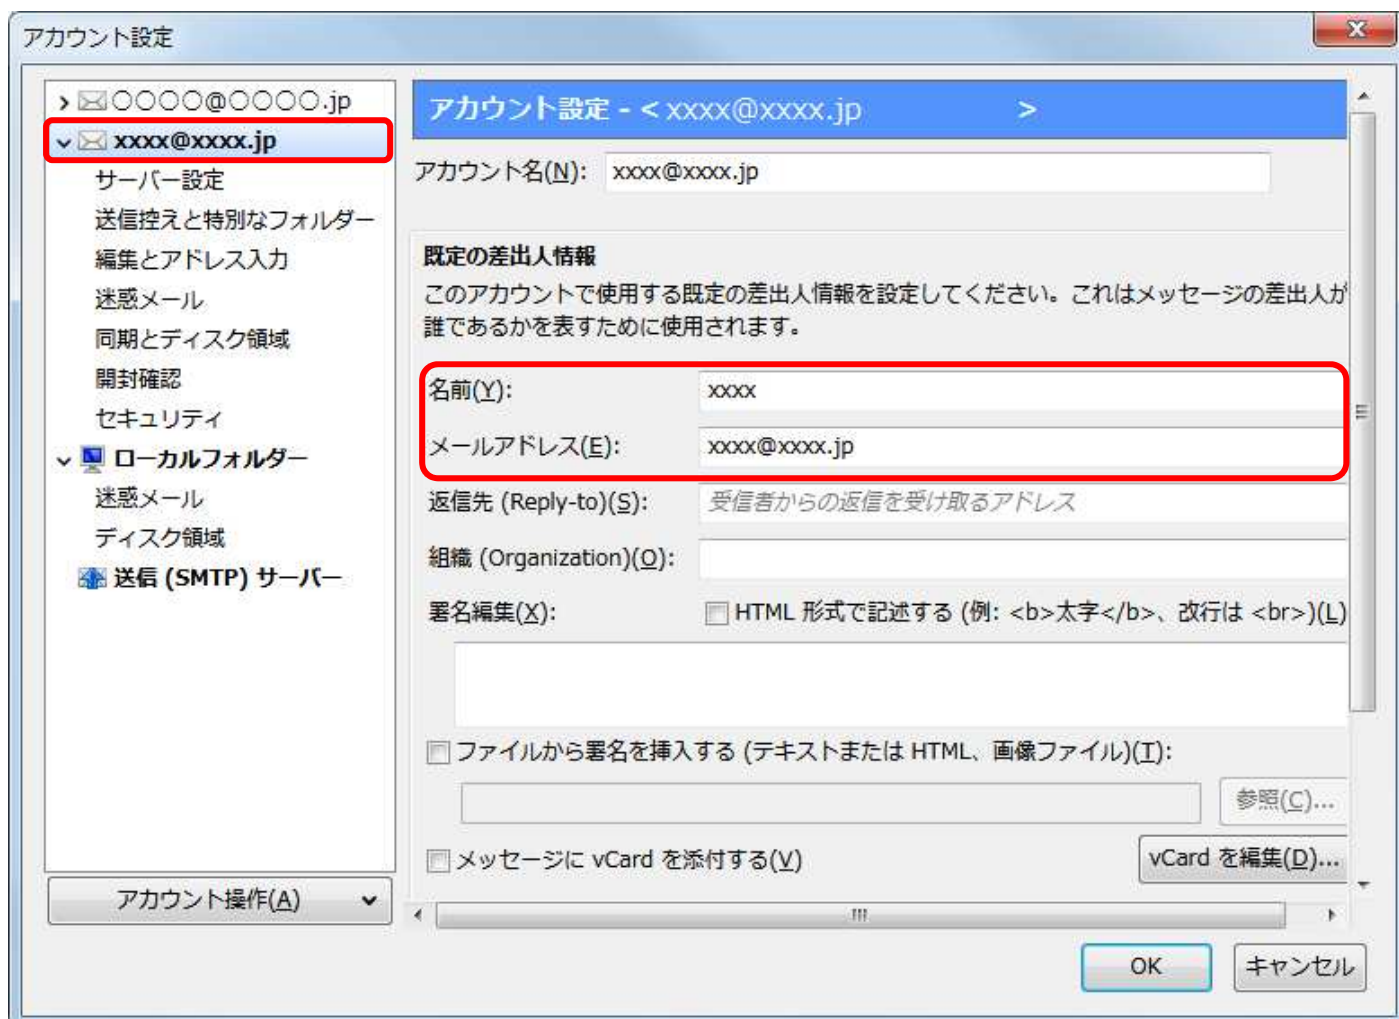 アカウント設定
○○○○@○○○○.jp
xxxx@xxxx.jp
サーバー設定
送信控えと特別なフォルダー
編集とアドレス入力
迷惑メール
同期とディスク領域
開封確認
セキュリティ
ローカルフォルダー
迷惑メール
ディスク領域
送信 (SMTP) サーバー
アカウント操作(A)
アカウント設定 - < xxxx@xxxx.jp >
アカウント名(N): xxxx@xxxx.jp
既定の差出人情報
このアカウントで使用する既定の差出人情報を設定してください。これはメッセージの差出人が
誰であるかを表すために使用されます。
名前(Y): xxxx
メールアドレス(E): xxxx@xxxx.jp
返信先 (Reply-to)(S): 受信者からの返信を受け取るアドレス
組織 (Organization)(O):
署名編集(X): HTML 形式で記述する (例: <b>太字</b>、改行は <br>)(L)
ファイルから署名を挿入する (テキストまたは HTML、画像ファイル)(T):
参照(C)...
メッセージに vCard を添付する(V) vCard を編集(D)...
OK キャンセル